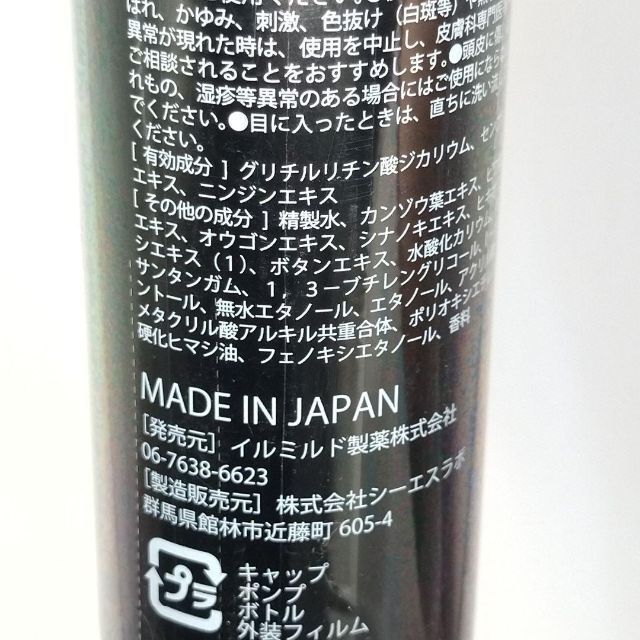 ばれ、かゆみ、刺激、色抜け（白斑等）や黒
異常が現れた時は、使用を中止し、皮膚科専門医
ご相談されることをおすすめします。●頭皮に
れもの、湿疹等異常のある場合にはご使用になら
でください。●目に入ったときは、直ちに洗い流
ください。
[ 有効成分 ] グリチルリチン酸ジカリウム、セン
エキス、ニンジンエキス
[ その他の成分 ] 精製水、カンゾウ葉エキス、
エキス、オウゴンエキス、シナノキエキス、ヒ
シエキス（1）、ボタンエキス、水酸化カリウム
サンタンガム、1，3－ブチレングリコール、
ントール、無水エタノール、エタノール、アクリ
メタクリル酸アルキル共重合体、ポリオキシエチ
硬化ヒマシ油、フェノキシエタノール、香料
MADE IN JAPAN
[発売元] イルミルド製薬株式会社
06-7638-6623
[製造販売元] 株式会社シーエスラボ
群馬県館林市近藤町 605-4
プラ
キャップ
ポンプ
ボトル
外装フィルム